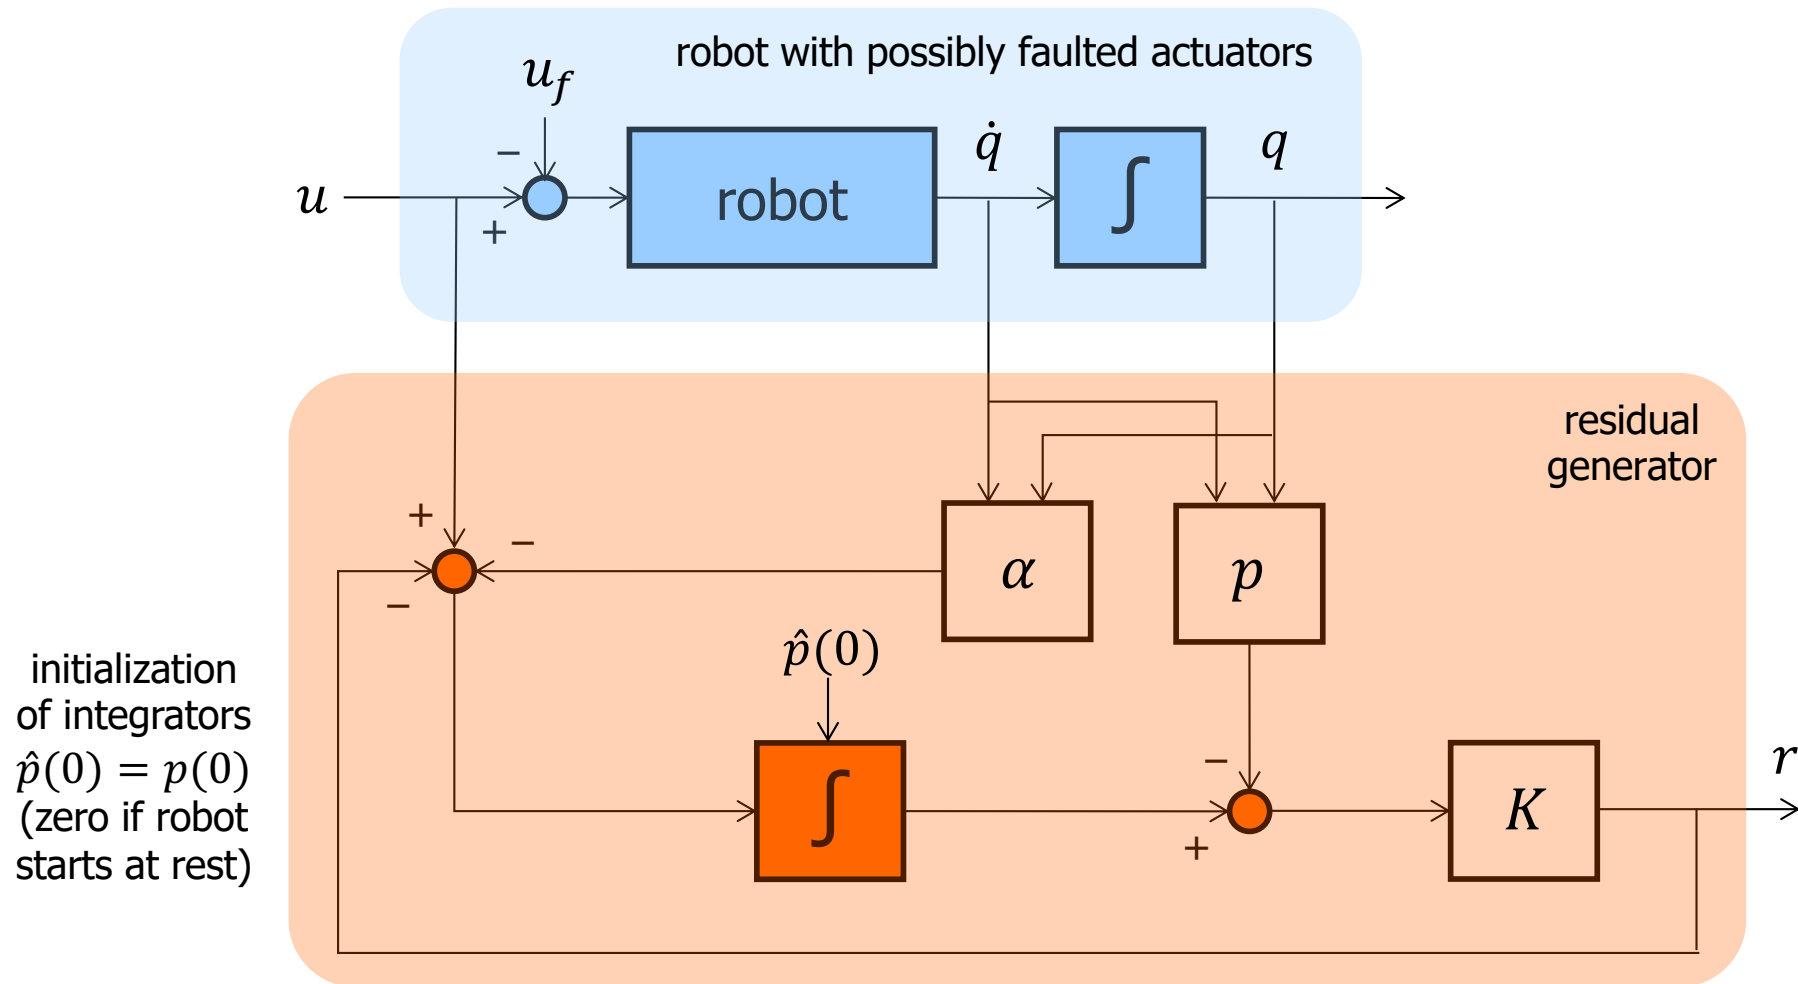 robot with possibly faulted actuators
u_f
−
u
+
robot
q̇
∫
q
residual
generator
+
−
−
α
p
p̂(0)
initialization
of integrators
p̂(0) = p(0)
(zero if robot
starts at rest)
∫
−
+
K
r